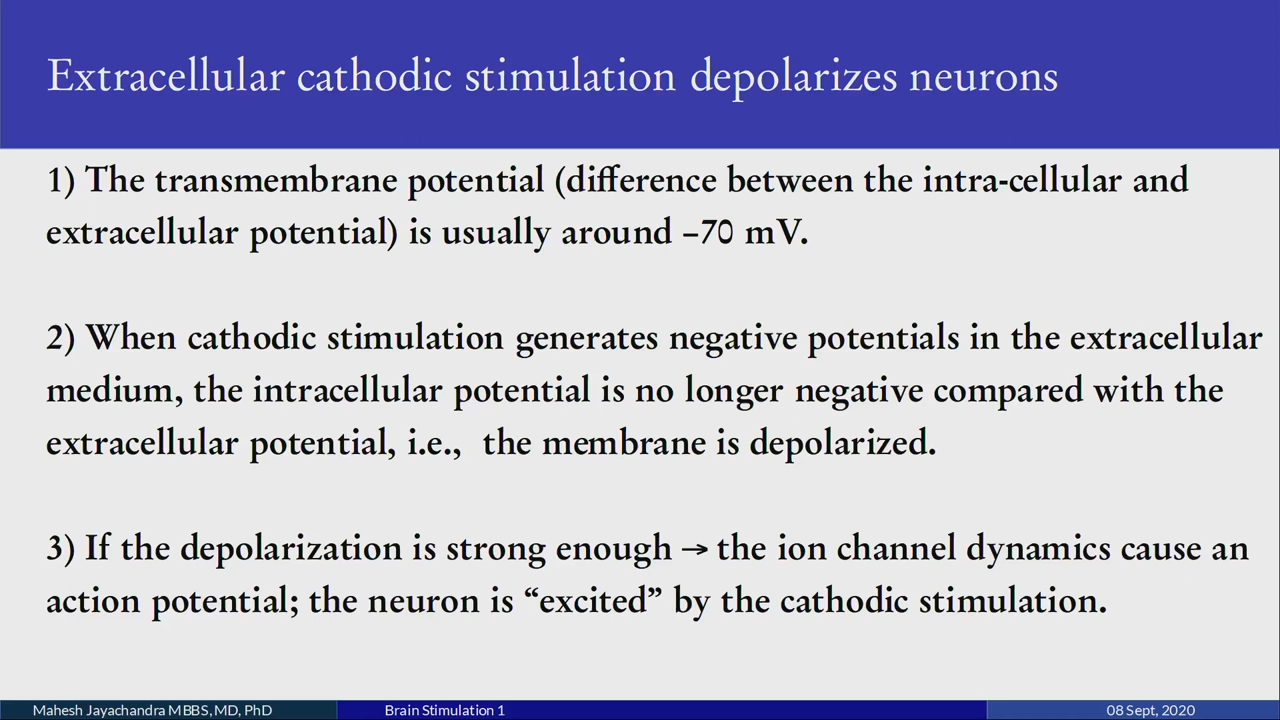 Extracellular cathodic stimulation depolarizes neurons
1) The transmembrane potential (difference between the intra-cellular and
extracellular potential) is usually around –70 mV.
2) When cathodic stimulation generates negative potentials in the extracellular
medium, the intracellular potential is no longer negative compared with the
extracellular potential, i.e.,  the membrane is depolarized.
3) If the depolarization is strong enough → the ion channel dynamics cause an
action potential; the neuron is “excited” by the cathodic stimulation.
Mahesh Jayachandra MBBS, MD, PhD
Brain Stimulation 1
08 Sept, 2020